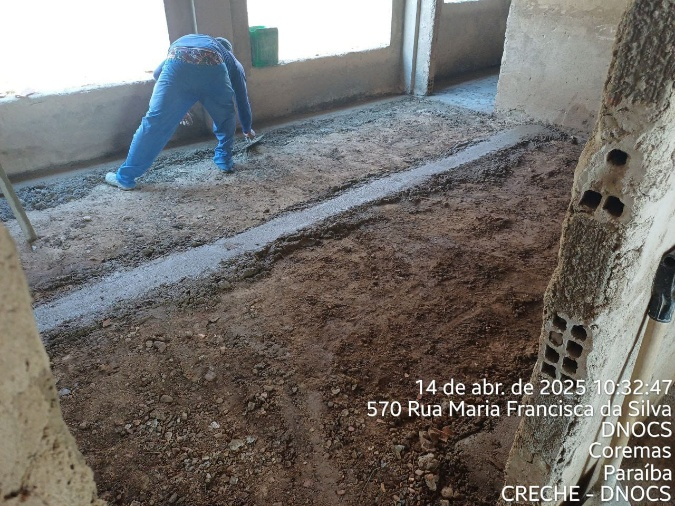 14 de abr. de 2025 10:32:47
570 Rua Maria Francisca da Silva
DNOCS
Coremas
Paraíba
CRECHE - DNOCS